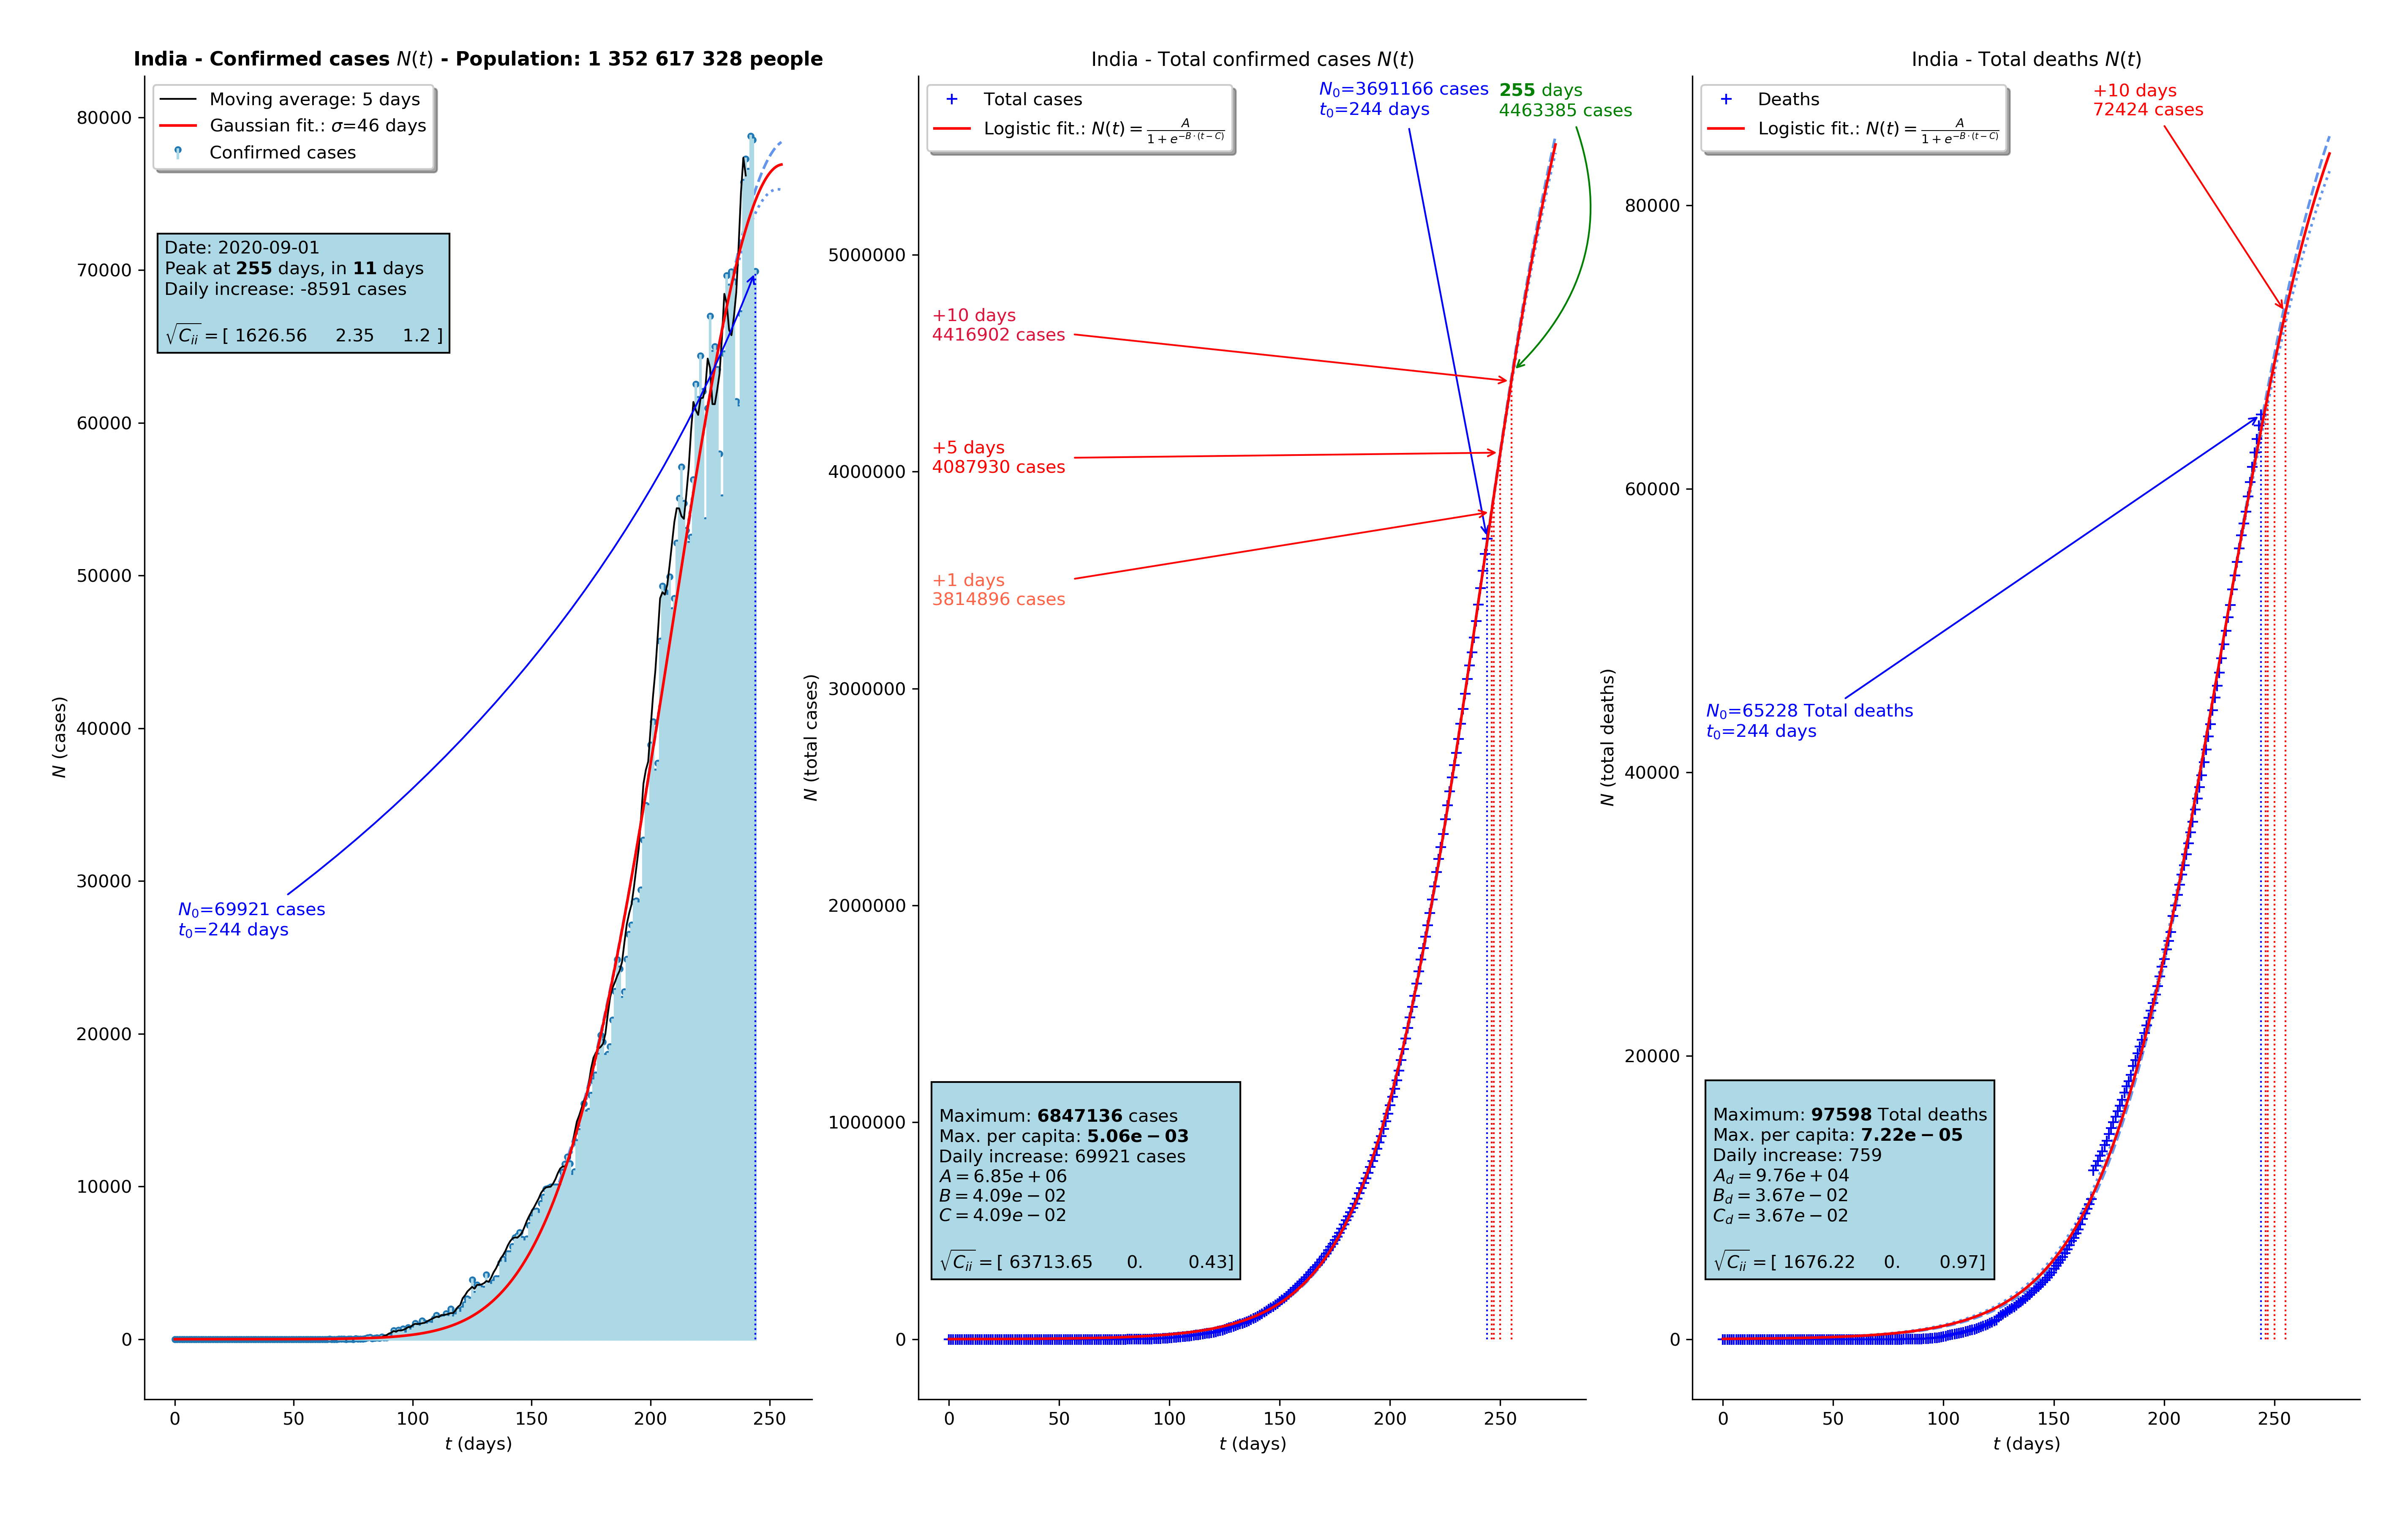 India - Confirmed cases N(t) - Population: 1 352 617 328 people
Moving average: 5 days
Gaussian fit.: σ=46 days
Confirmed cases
Date: 2020-09-01
Peak at 255 days, in 11 days
Daily increase: -8591 cases
√C_ii = [ 1626.56 2.35 1.2 ]
N₀=69921 cases
t₀=244 days
N (cases)
80000
70000
60000
50000
40000
30000
20000
10000
0
0 50 100 150 200 250
t (days)
India - Total confirmed cases N(t)
Total cases
Logistic fit.: N(t) = A / (1 + e^{-B·(t-C)})
N₀=3691166 cases
t₀=244 days
255 days
4463385 cases
+10 days
4416902 cases
+5 days
4087930 cases
+1 days
3814896 cases
Maximum: 6847136 cases
Max. per capita: 5.06e − 03
Daily increase: 69921 cases
A = 6.85e + 06
B = 4.09e − 02
C = 4.09e − 02
√C_ii = [ 63713.65 0. 0.43]
N (total cases)
5000000
4000000
3000000
2000000
1000000
0
0 50 100 150 200 250
t (days)
India - Total deaths N(t)
Deaths
Logistic fit.: N(t) = A / (1 + e^{-B·(t-C)})
+10 days
72424 cases
N₀=65228 Total deaths
t₀=244 days
Maximum: 97598 Total deaths
Max. per capita: 7.22e − 05
Daily increase: 759
A_d = 9.76e + 04
B_d = 3.67e − 02
C_d = 3.67e − 02
√C_ii = [ 1676.22 0. 0.97]
N (total deaths)
80000
60000
40000
20000
0
0 50 100 150 200 250
t (days)